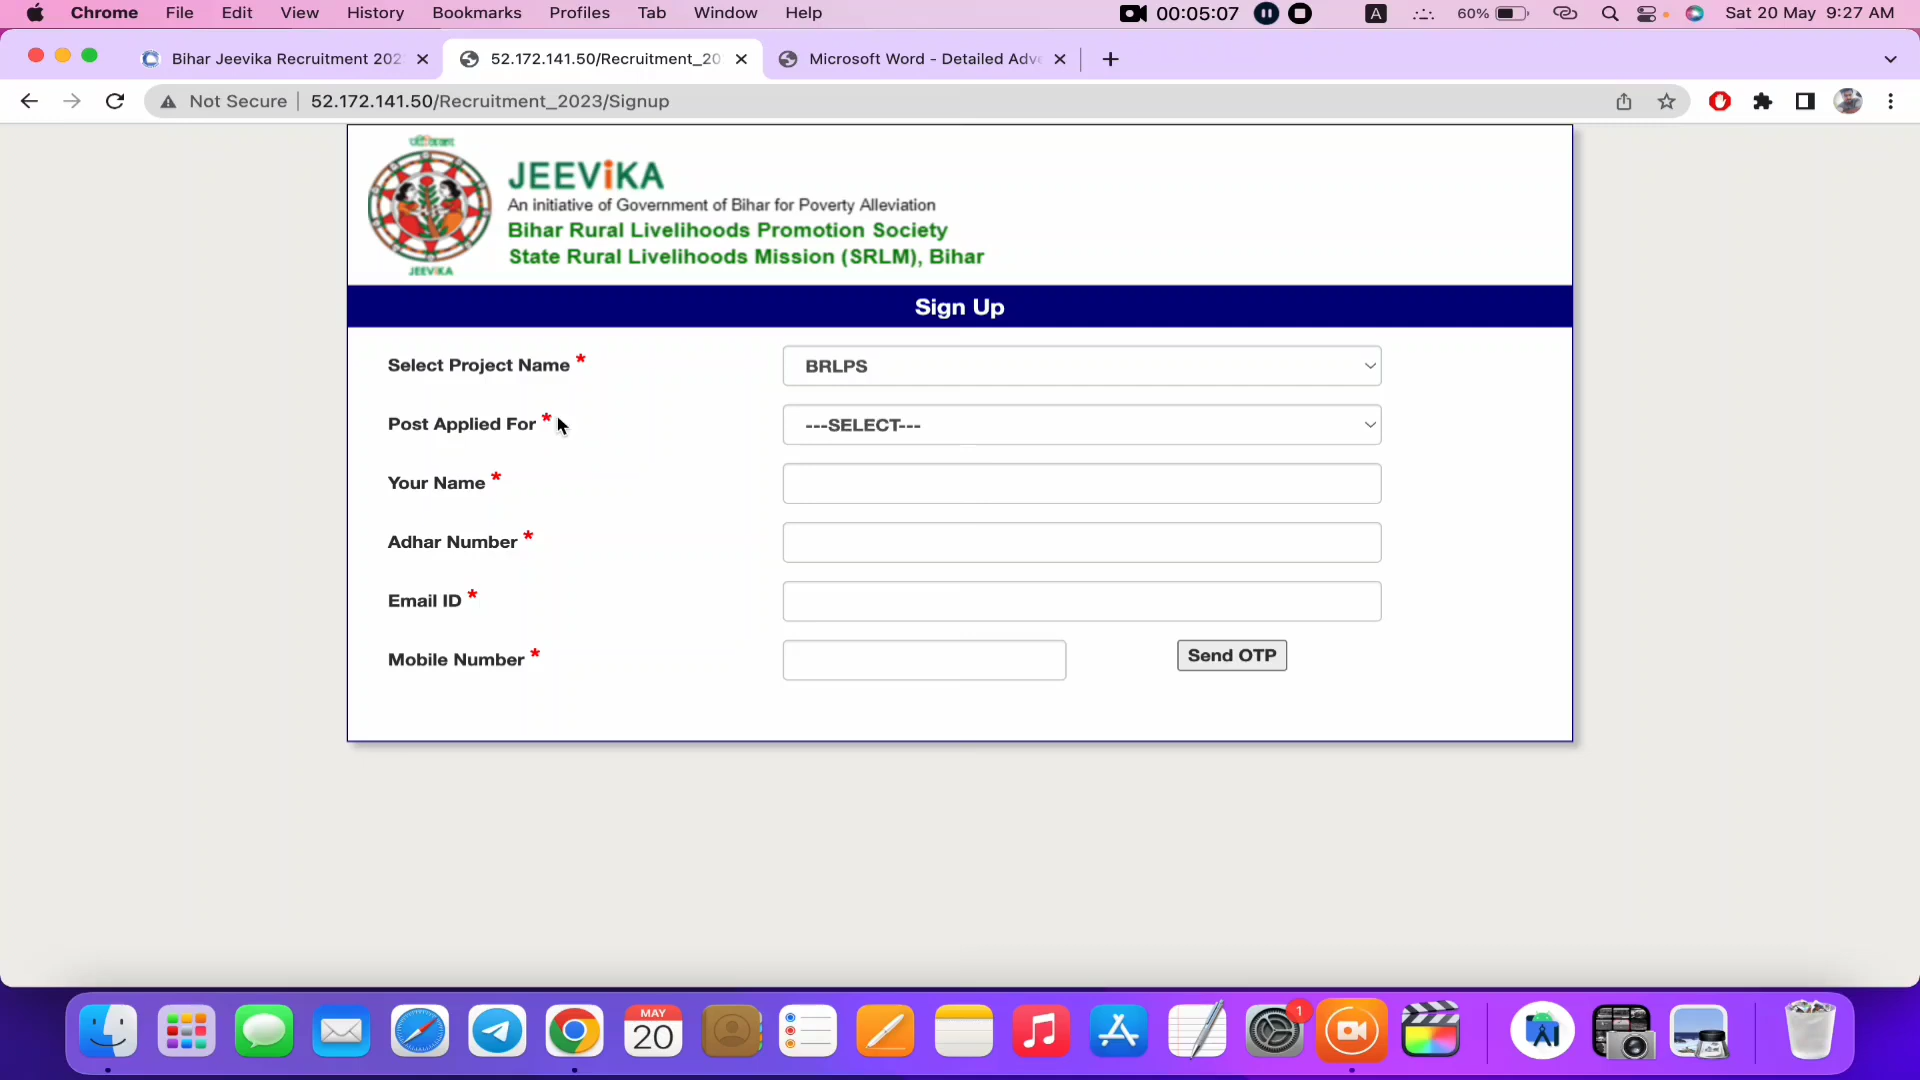 Chrome File Edit View History Bookmarks Profiles Tab Window Help 00:05:07 A 60% Sat 20 May 9:27 AM
Bihar Jeevika Recruitment 202 52.172.141.50/Recruitment_20 Microsoft Word - Detailed Adve
Not Secure 52.172.141.50/Recruitment_2023/Signup
JEEViKA
An initiative of Government of Bihar for Poverty Alleviation
Bihar Rural Livelihoods Promotion Society
State Rural Livelihoods Mission (SRLM), Bihar
JEEViKA
Sign Up
Select Project Name * BRLPS
Post Applied For * ---SELECT---
Your Name *
Adhar Number *
Email ID *
Mobile Number * Send OTP
MAY
20
1